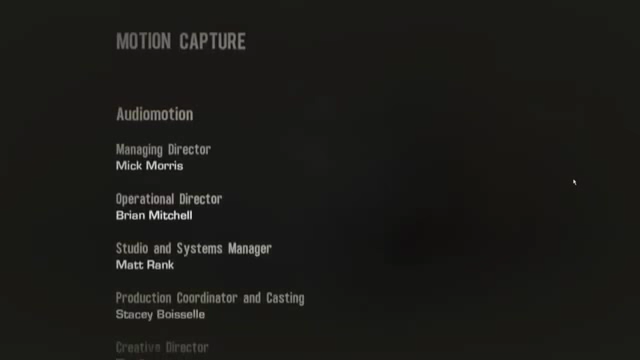 MOTION CAPTURE
Audiomotion
Managing Director
Mick Morris
Operational Director
Brian Mitchell
Studio and Systems Manager
Matt Rank
Production Coordinator and Casting
Stacey Boisselle
Creative Director